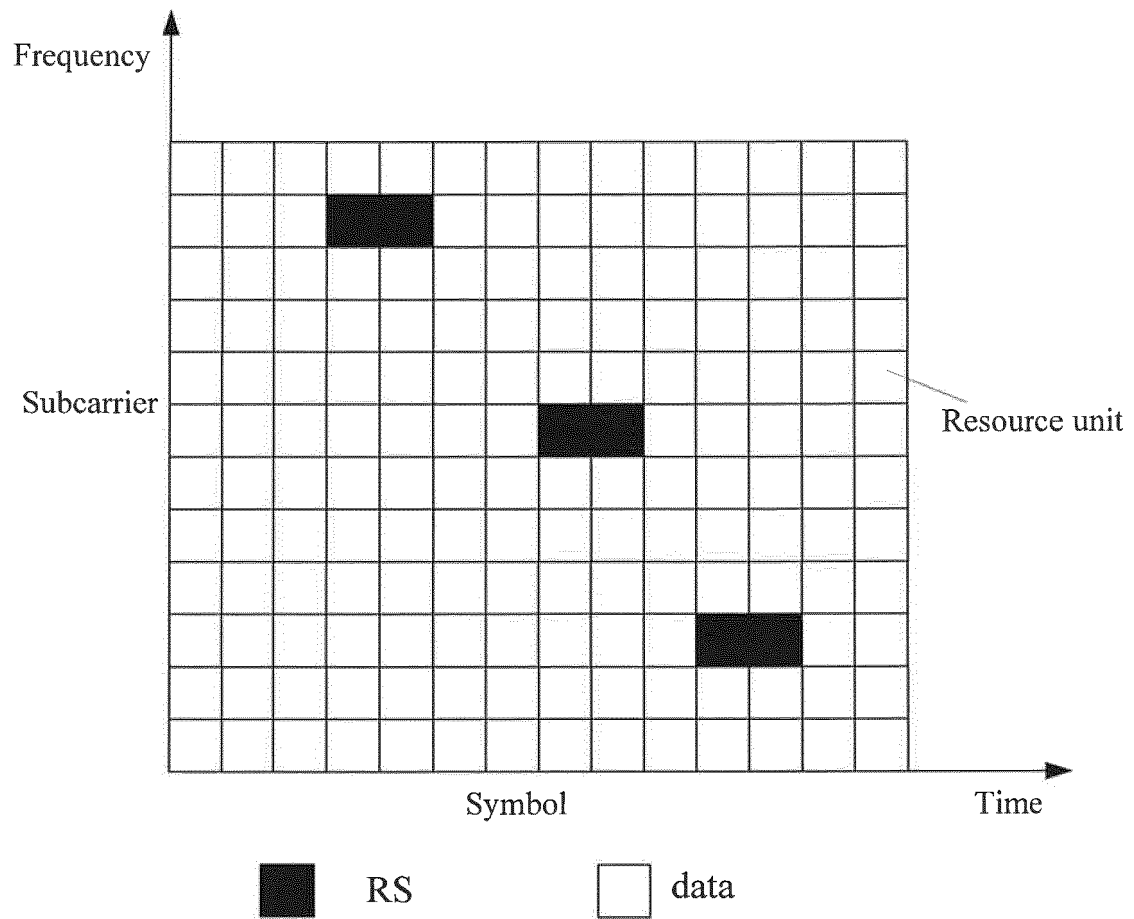 Frequency
Subcarrier
Resource unit
Symbol
Time
RS
data